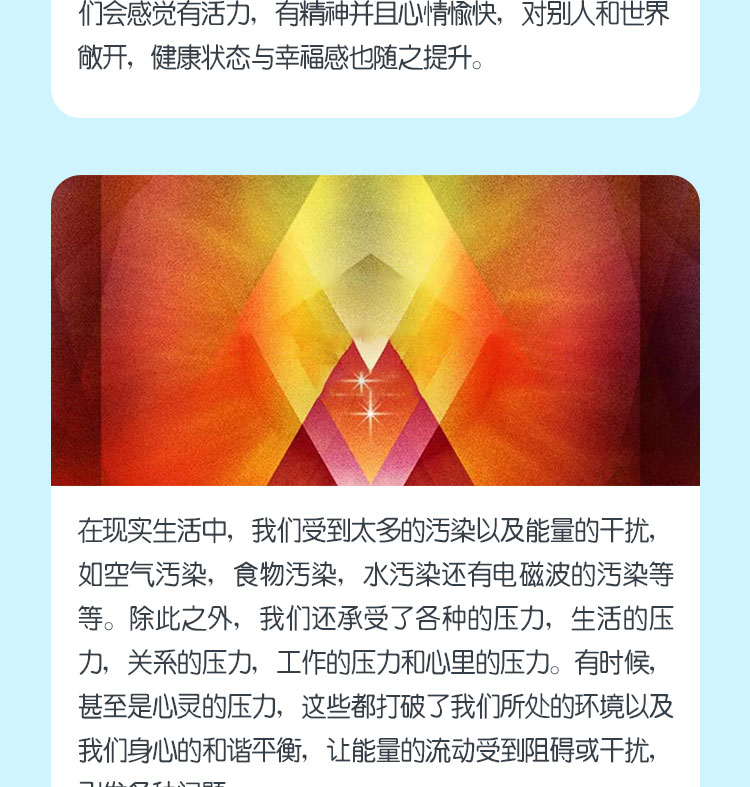 们会感觉有活力，有精神并且心情愉快，对别人和世界
敞开，健康状态与幸福感也随之提升。
在现实生活中，我们受到太多的污染以及能量的干扰，
如空气污染，食物污染，水污染还有电磁波的污染等
等。除此之外，我们还承受了各种的压力，生活的压
力，关系的压力，工作的压力和心里的压力。有时候，
甚至是心灵的压力，这些都打破了我们所处的环境以及
我们身心的和谐平衡，让能量的流动受到阻碍或干扰，